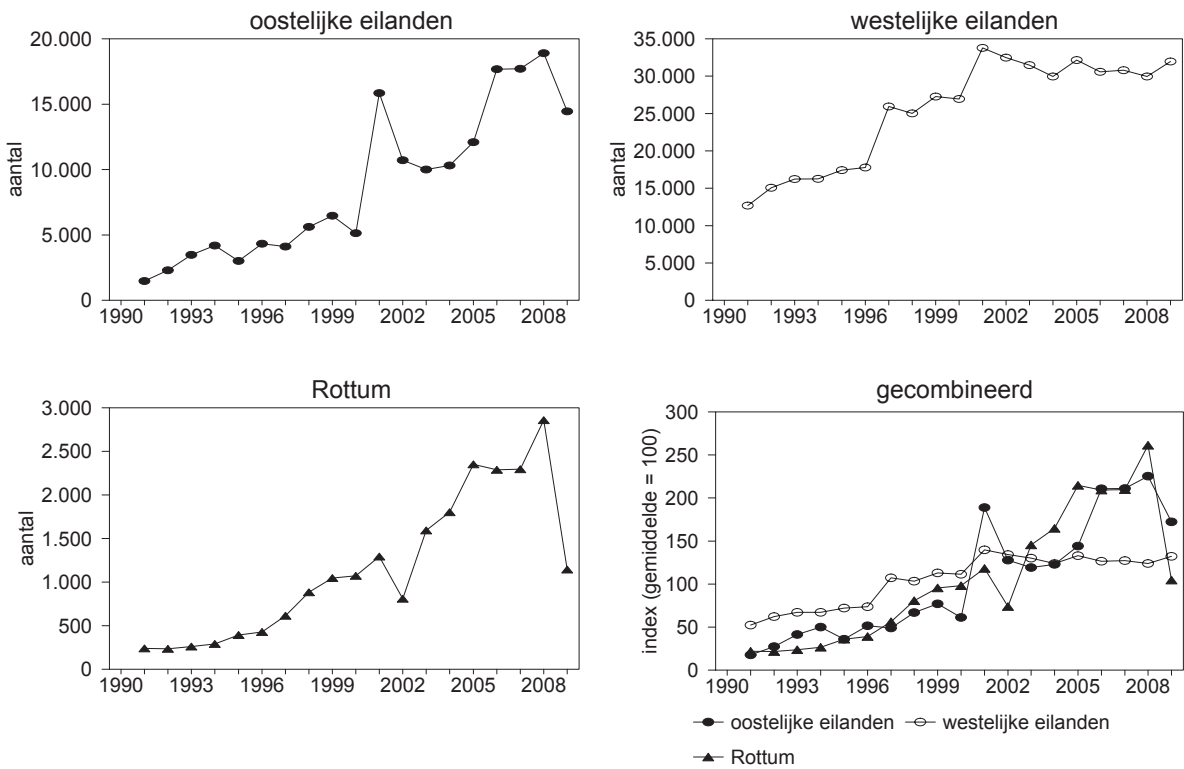 oostelijke eilanden
20.000
15.000
10.000
5.000
0
aantal
1990 1993 1996 1999 2002 2005 2008
westelijke eilanden
35.000
30.000
25.000
20.000
15.000
10.000
5.000
0
aantal
1990 1993 1996 1999 2002 2005 2008
Rottum
3.000
2.500
2.000
1.500
1.000
500
0
aantal
1990 1993 1996 1999 2002 2005 2008
gecombineerd
300
250
200
150
100
50
0
index (gemiddelde = 100)
1990 1993 1996 1999 2002 2005 2008
oostelijke eilanden westelijke eilanden
Rottum